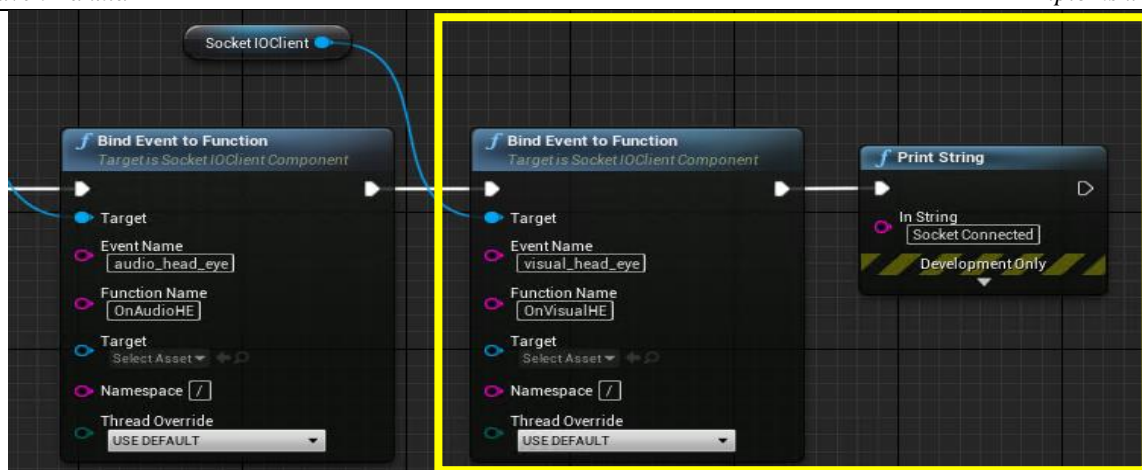 Socket IOClient
f Bind Event to Function
Target is Socket IOClient Component
Target
Event Name
audio_head_eye
Function Name
OnAudioHE
Target
Select Asset
Namespace /
Thread Override
USE DEFAULT
f Bind Event to Function
Target is Socket IOClient Component
Target
Event Name
visual_head_eye
Function Name
OnVisualHE
Target
Select Asset
Namespace /
Thread Override
USE DEFAULT
f Print String
In String
Socket Connected
Development Only